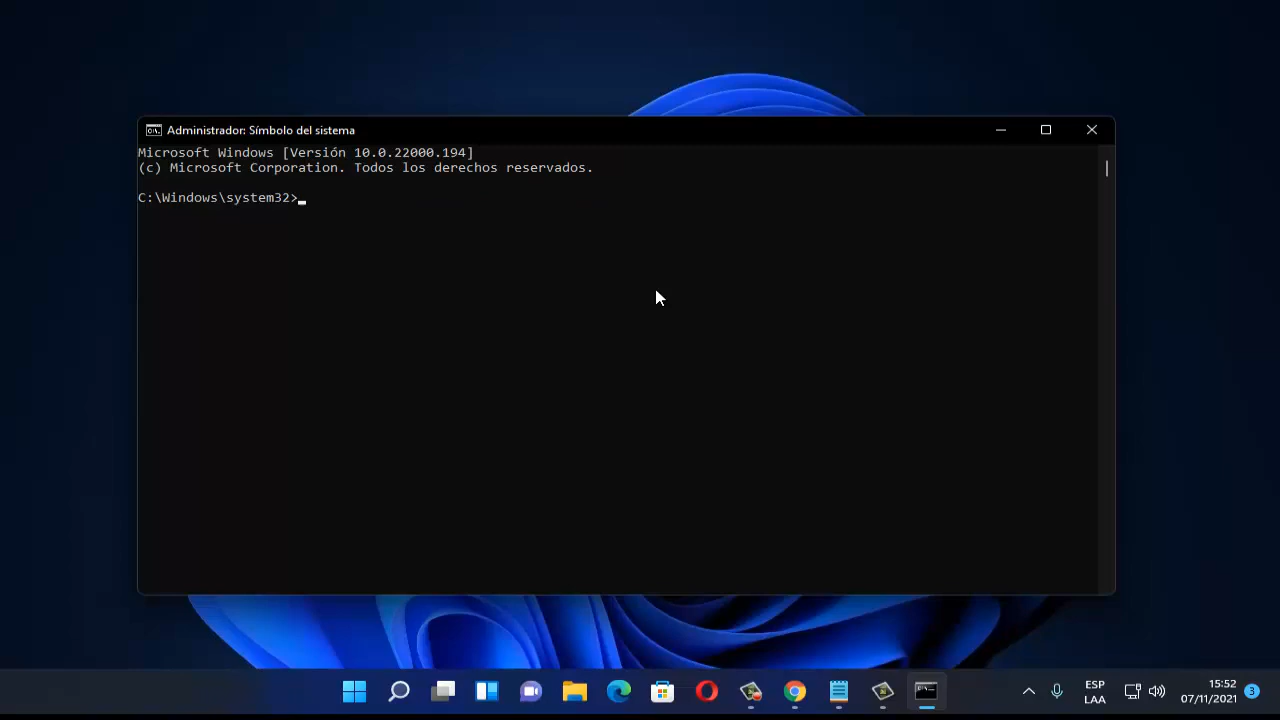 Administrador: Símbolo del sistema
Microsoft Windows [Versión 10.0.22000.194]
(c) Microsoft Corporation. Todos los derechos reservados.
C:\Windows\system32>
ESP
LAA
15:52
07/11/2021
3